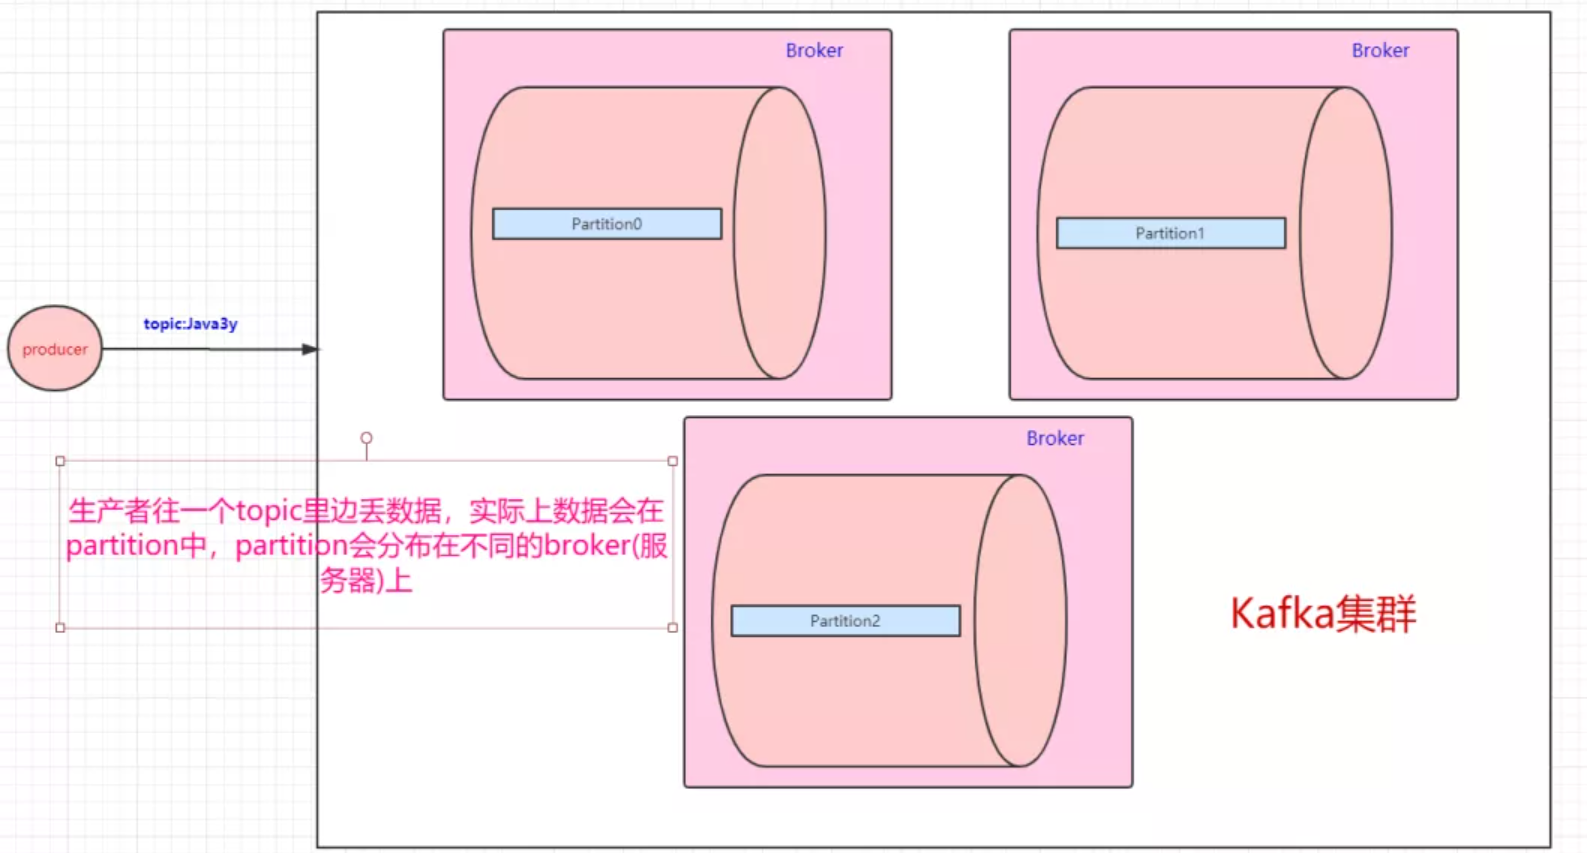 Broker
Broker
Partition0
Partition1
topic:Java3y
producer
Broker
生产者往一个topic里边丢数据，实际上数据会在
partition中，partition会分布在不同的broker(服
务器)上
Partition2
Kafka集群